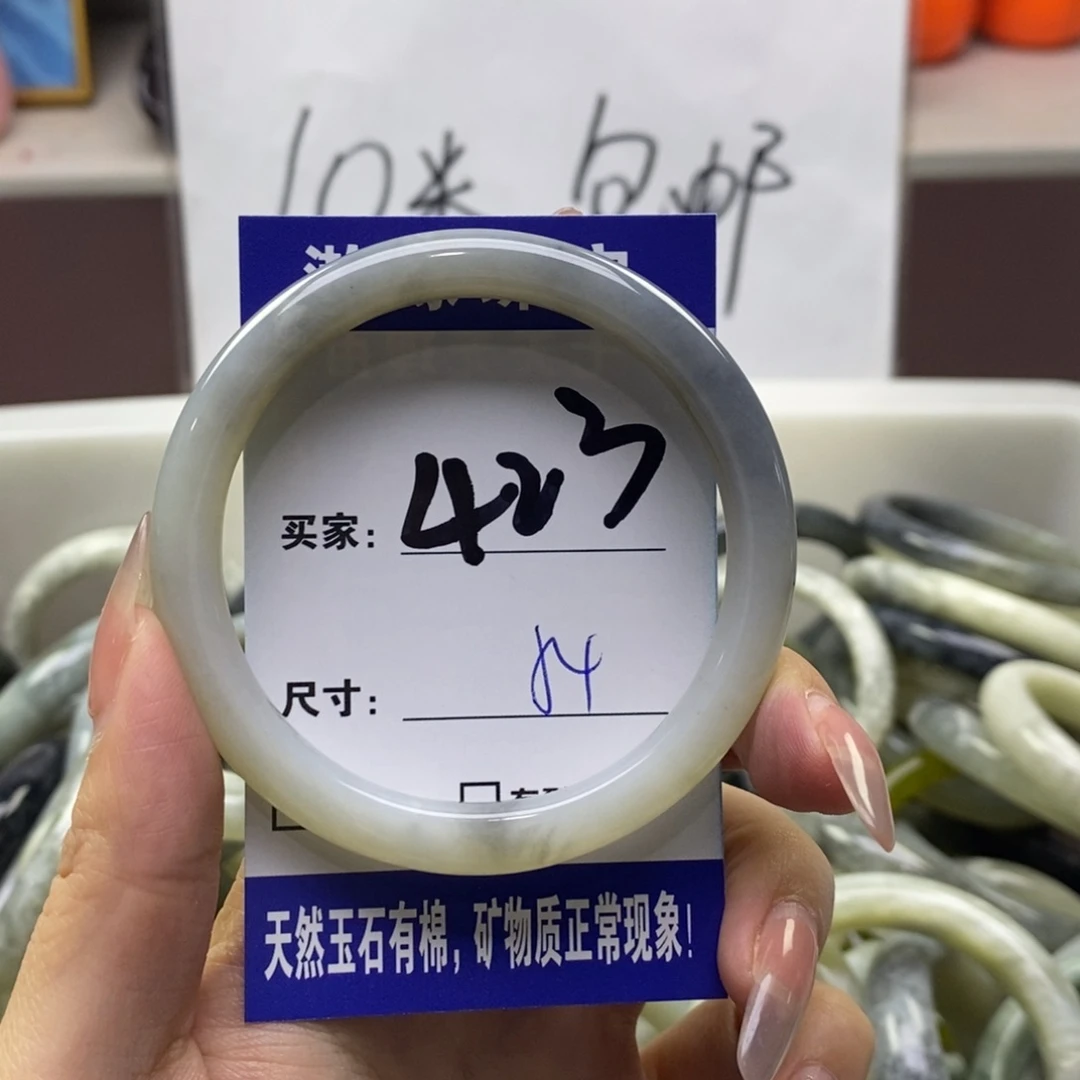 10米 包邮
买家: 423
尺寸: 54
天然玉石有棉, 矿物质正常现象!